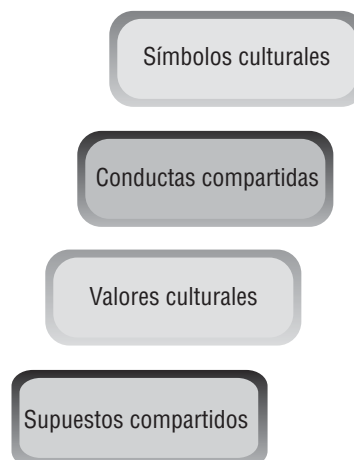 Símbolos culturales
Conductas compartidas
Valores culturales
Supuestos compartidos